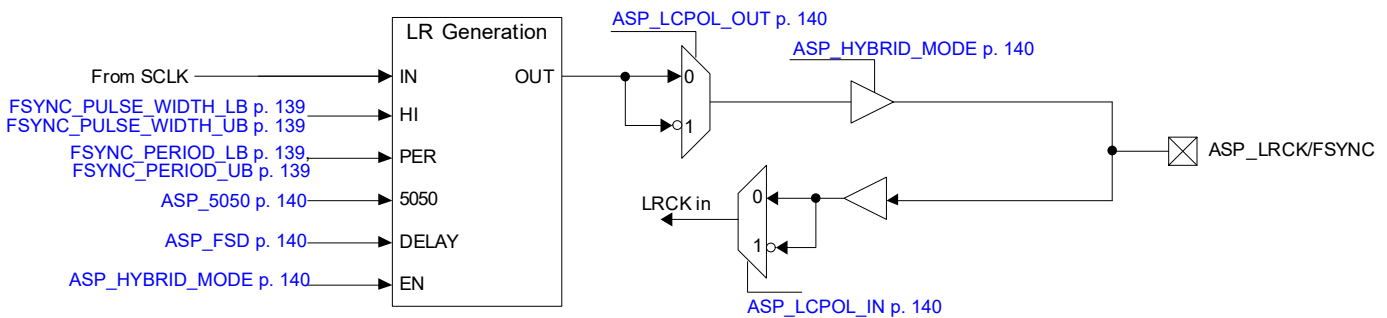 ASP_LCPOL_OUT p. 140
LR Generation
ASP_HYBRID_MODE p. 140
From SCLK
IN
OUT
0
FSYNC_PULSE_WIDTH_LB p. 139
FSYNC_PULSE_WIDTH_UB p. 139
HI
1
FSYNC_PERIOD_LB p. 139,
FSYNC_PERIOD_UB p. 139
PER
ASP_LRCK/FSYNC
ASP_5050 p. 140
5050
LRCK in
0
ASP_FSD p. 140
DELAY
1
ASP_HYBRID_MODE p. 140
EN
ASP_LCPOL_IN p. 140